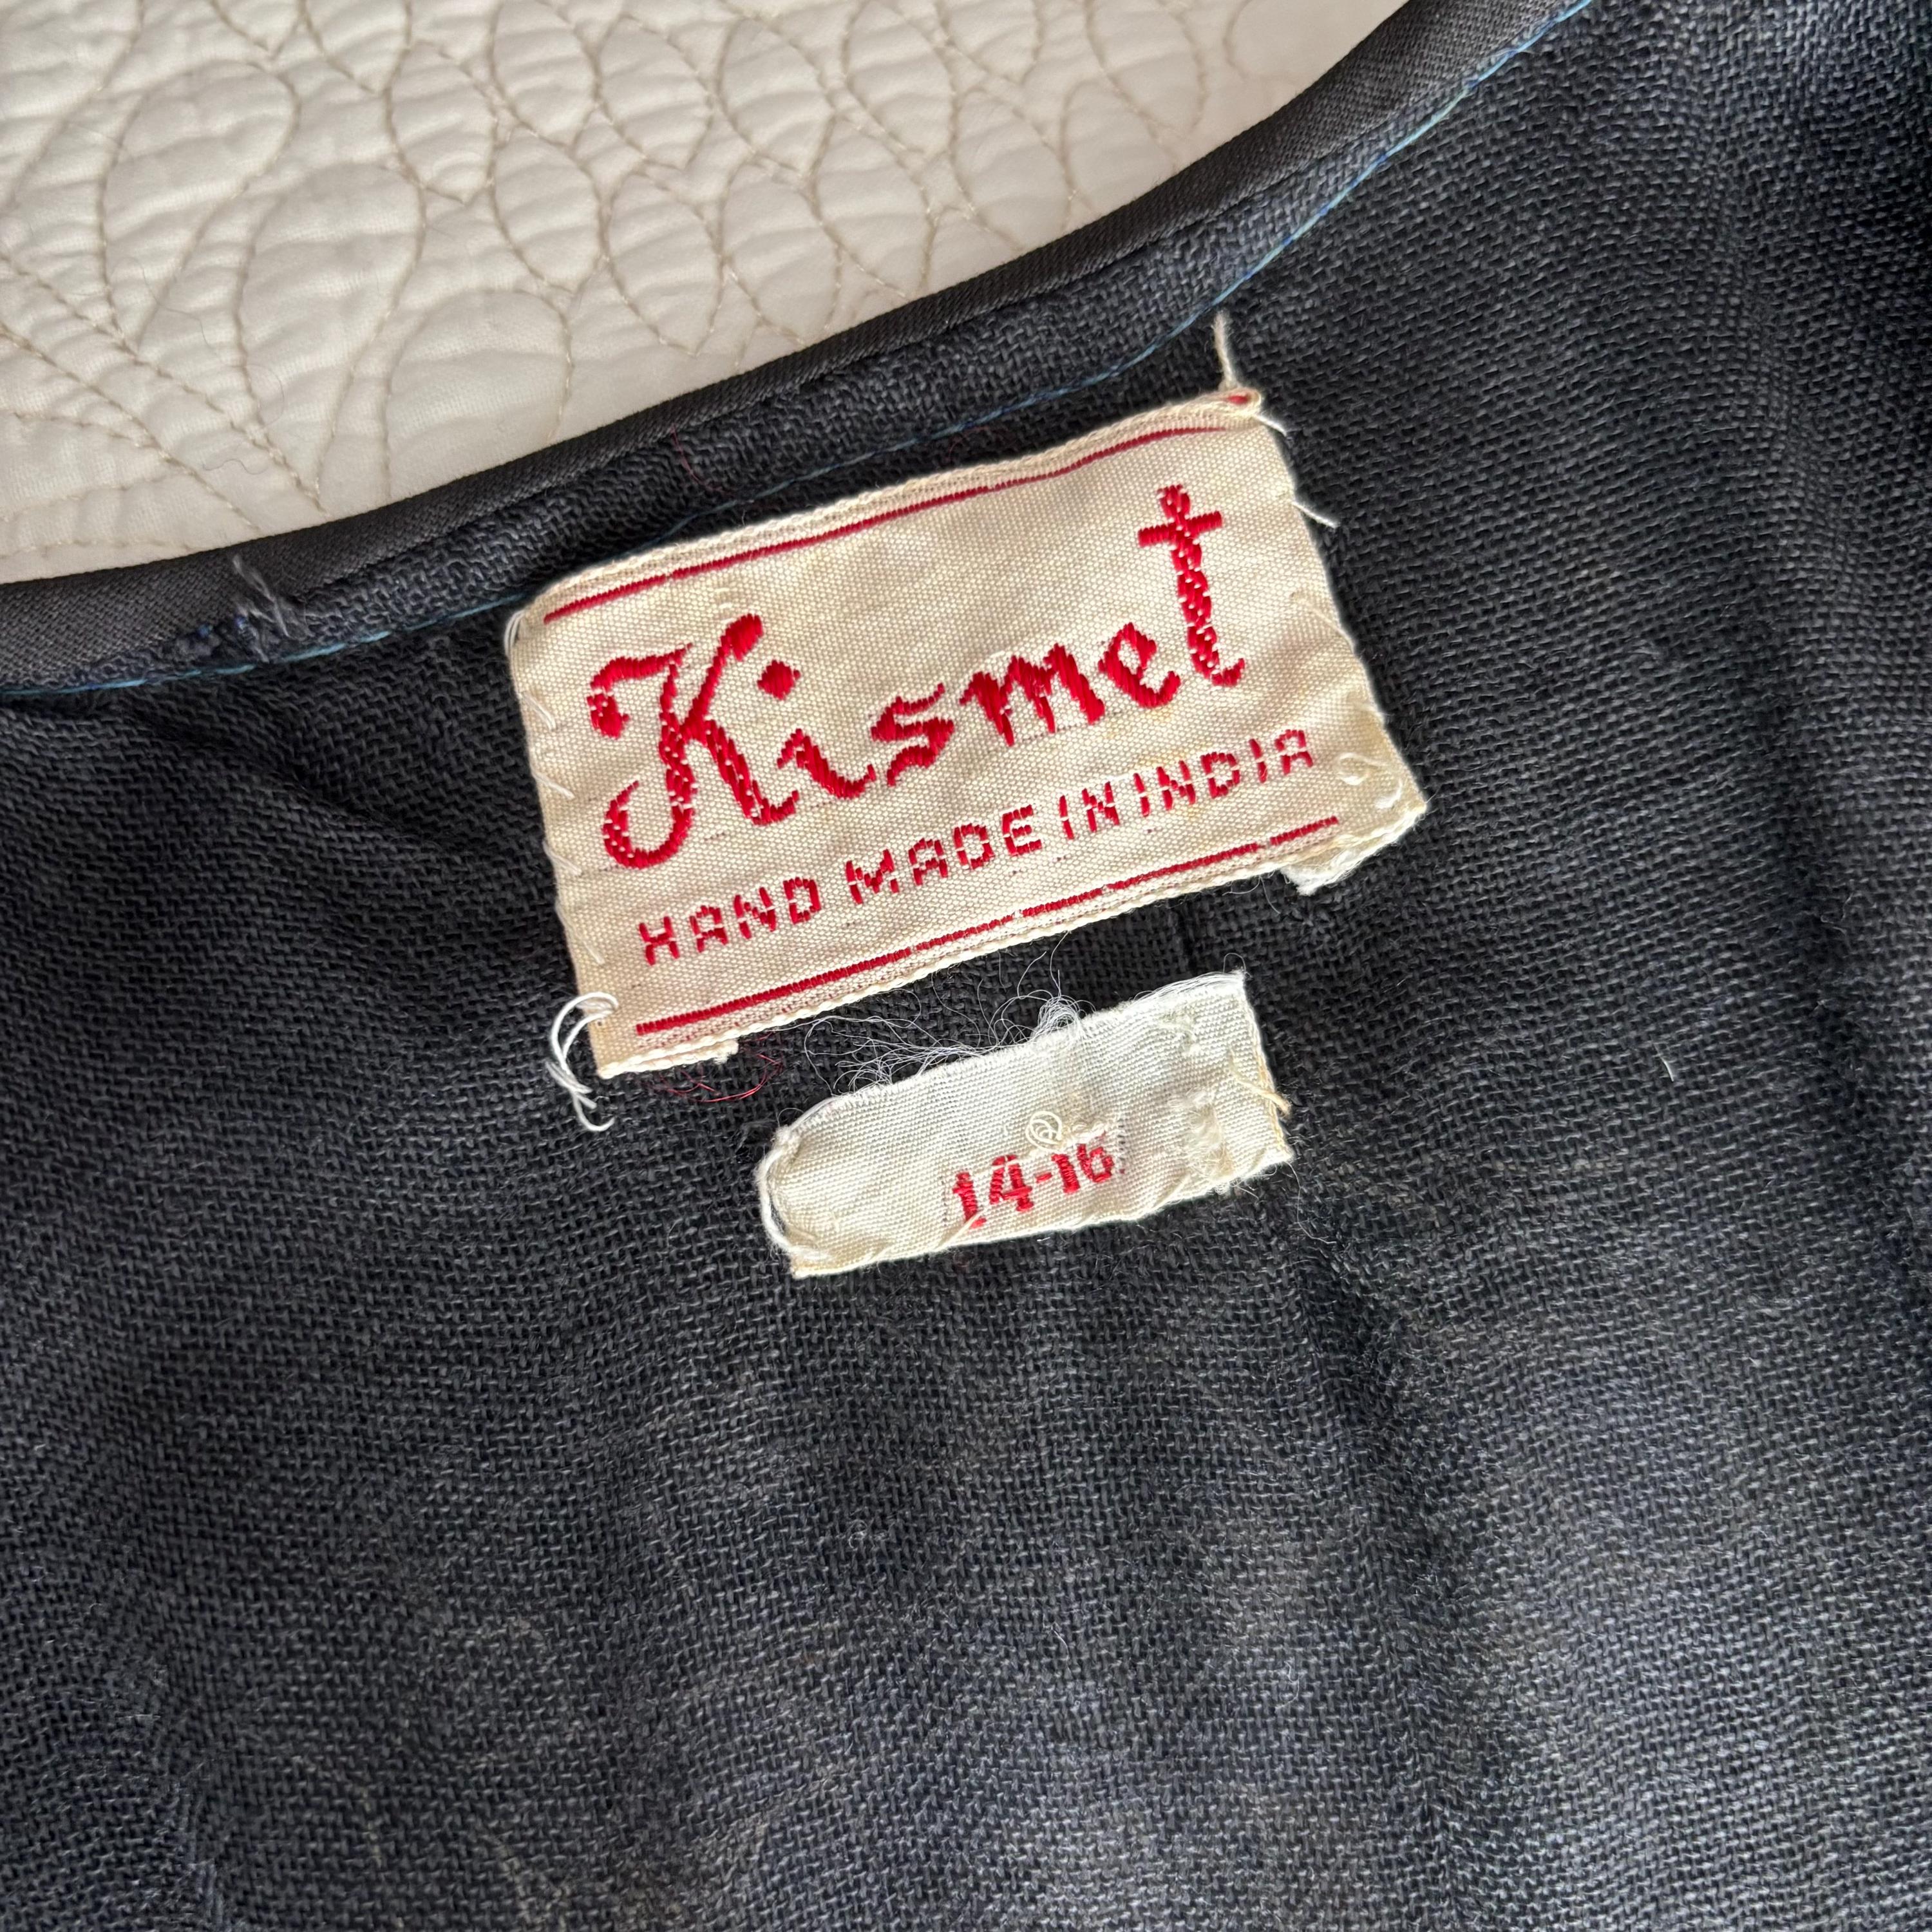 Kismet
HAND MADE IN INDIA
14-16